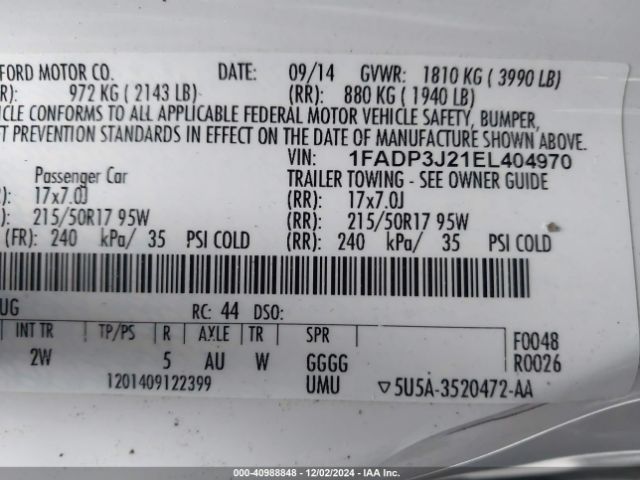 FORD MOTOR CO. DATE: 09/14 GVWR: 1810 KG ( 3990 LB)
R): 972 KG ( 2143 LB) (RR): 880 KG ( 1940 LB)
CLE CONFORMS TO ALL APPLICABLE FEDERAL MOTOR VEHICLE SAFETY, BUMPER,
FT PREVENTION STANDARDS IN EFFECT ON THE DATE OF MANUFACTURE SHOWN ABOVE.
VIN: 1FADP3J21EL404970
Passenger Car TRAILER TOWING - SEE OWNER GUIDE
): 17x7.0J (RR): 17x7.0J
): 215/50R17 95W (RR): 215/50R17 95W
(FR): 240 kPa/ 35 PSI COLD (RR): 240 kPa/ 35 PSI COLD
UG RC: 44 DSO:
INT TR TP/PS R AXLE TR SPR F0048
2W 5 AU W GGGG R0026
1201409122399 UMU ▽5U5A-3520472-AA
000-40988848 - 12/02/2024 - IAA Inc.